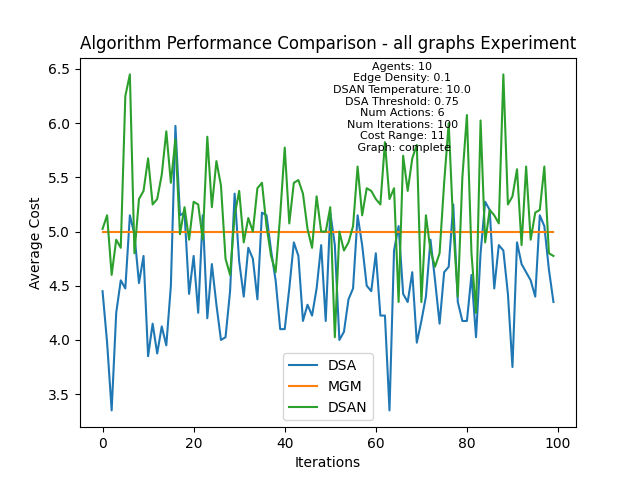 Algorithm Performance Comparison - all graphs Experiment
Agents: 10
Edge Density: 0.1
DSAN Temperature: 10.0
DSA Threshold: 0.75
Num Actions: 6
Num Iterations: 100
Cost Range: 11
Graph: complete
Average Cost
6.5
6.0
5.5
5.0
4.5
4.0
3.5
DSA
MGM
DSAN
0 20 40 60 80 100
Iterations